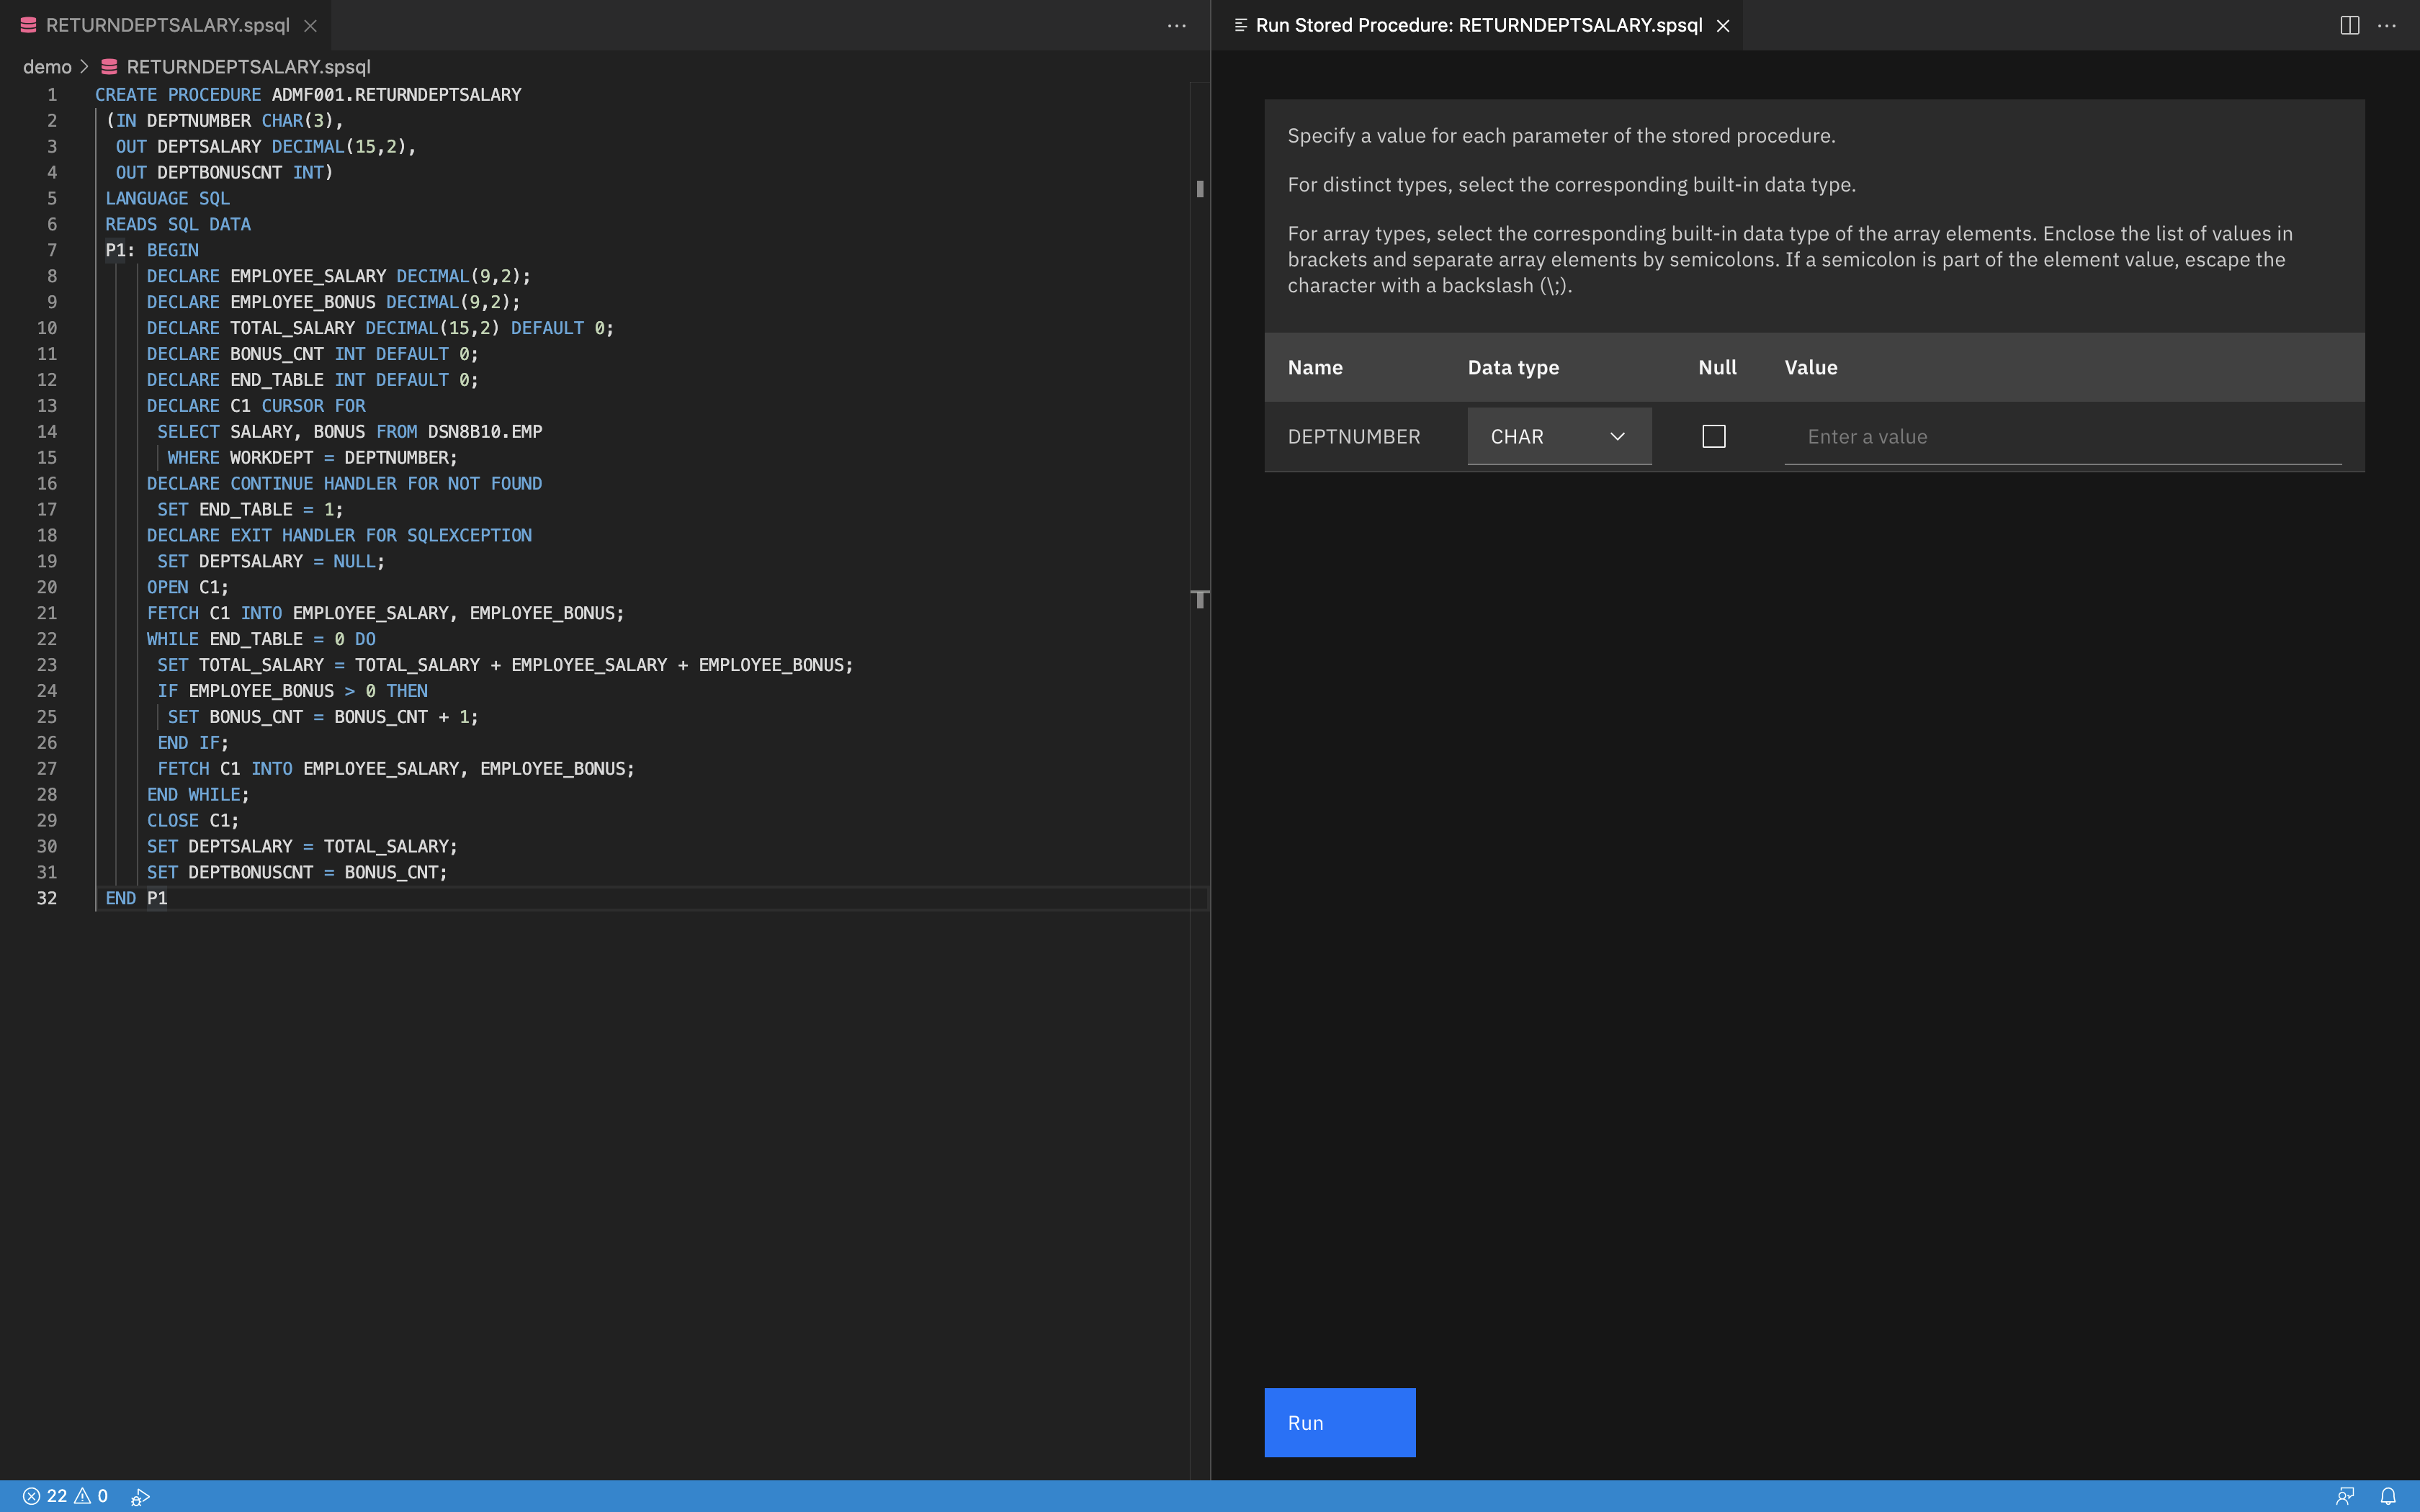 RETURNDEPTSALARY.spsql
demo > RETURNDEPTSALARY.spsql
1 CREATE PROCEDURE ADMF001.RETURNDEPTSALARY
2 (IN DEPTNUMBER CHAR(3),
3 OUT DEPTSALARY DECIMAL(15,2),
4 OUT DEPTBONUSCNT INT)
5 LANGUAGE SQL
6 READS SQL DATA
7 P1: BEGIN
8 DECLARE EMPLOYEE_SALARY DECIMAL(9,2);
9 DECLARE EMPLOYEE_BONUS DECIMAL(9,2);
10 DECLARE TOTAL_SALARY DECIMAL(15,2) DEFAULT 0;
11 DECLARE BONUS_CNT INT DEFAULT 0;
12 DECLARE END_TABLE INT DEFAULT 0;
13 DECLARE C1 CURSOR FOR
14 SELECT SALARY, BONUS FROM DSN8B10.EMP
15 WHERE WORKDEPT = DEPTNUMBER;
16 DECLARE CONTINUE HANDLER FOR NOT FOUND
17 SET END_TABLE = 1;
18 DECLARE EXIT HANDLER FOR SQLEXCEPTION
19 SET DEPTSALARY = NULL;
20 OPEN C1;
21 FETCH C1 INTO EMPLOYEE_SALARY, EMPLOYEE_BONUS;
22 WHILE END_TABLE = 0 DO
23 SET TOTAL_SALARY = TOTAL_SALARY + EMPLOYEE_SALARY + EMPLOYEE_BONUS;
24 IF EMPLOYEE_BONUS > 0 THEN
25 SET BONUS_CNT = BONUS_CNT + 1;
26 END IF;
27 FETCH C1 INTO EMPLOYEE_SALARY, EMPLOYEE_BONUS;
28 END WHILE;
29 CLOSE C1;
30 SET DEPTSALARY = TOTAL_SALARY;
31 SET DEPTBONUSCNT = BONUS_CNT;
32 END P1
Run Stored Procedure: RETURNDEPTSALARY.spsql
Specify a value for each parameter of the stored procedure.
For distinct types, select the corresponding built-in data type.
For array types, select the corresponding built-in data type of the array elements. Enclose the list of values in
brackets and separate array elements by semicolons. If a semicolon is part of the element value, escape the
character with a backslash (\;).
Name Data type Null Value
DEPTNUMBER CHAR Enter a value
Run
22 0